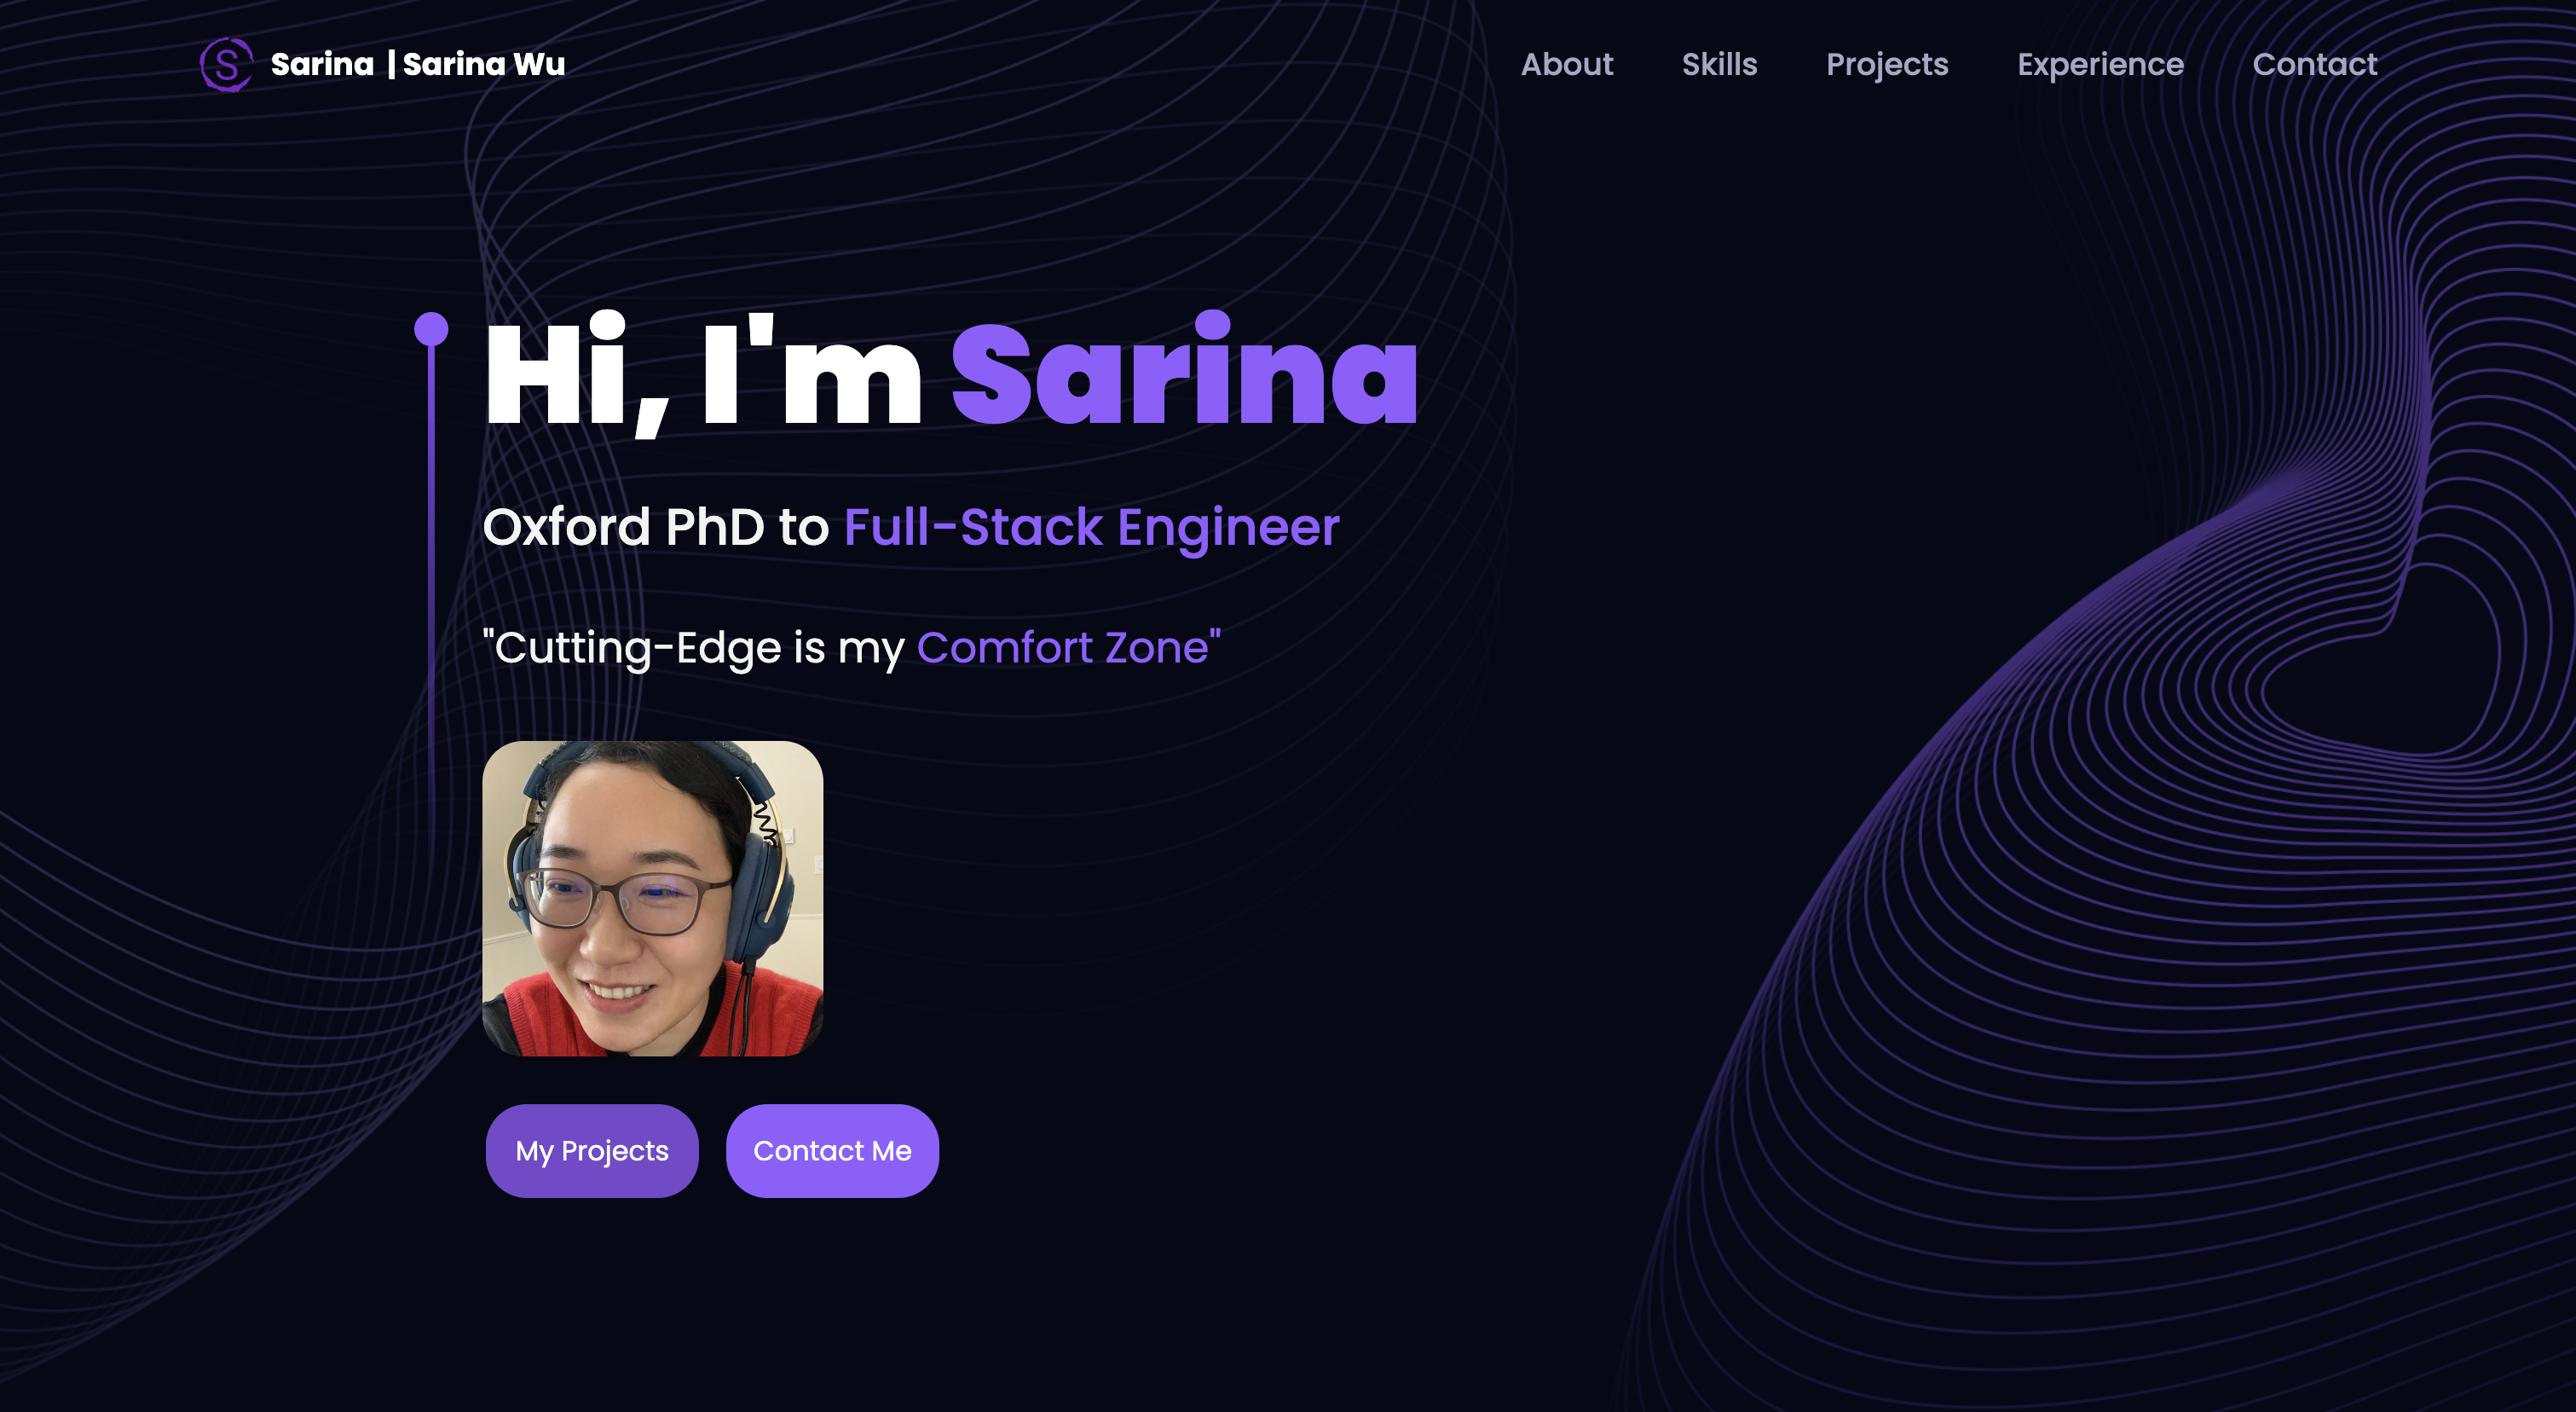 S
Sarina | Sarina Wu
About Skills Projects Experience Contact
Hi, I'm Sarina
Oxford PhD to Full-Stack Engineer
"Cutting-Edge is my Comfort Zone"
My Projects Contact Me